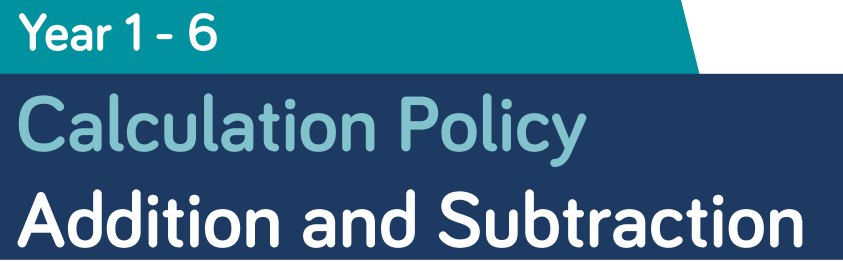 Year 1 - 6
Calculation Policy
Addition and Subtraction